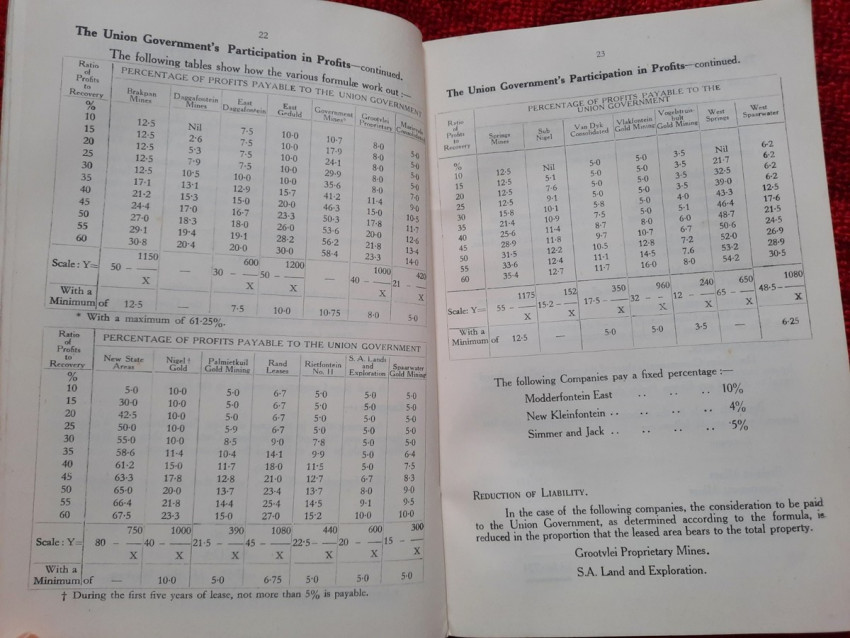 22
The Union Government's Participation in Profits—continued.
The following tables show how the various formulæ work out :—
Ratio of Profits to Recovery PERCENTAGE OF PROFITS PAYABLE TO THE UNION GOVERNMENT
Brakpan Mines Daggafontein Mines East Daggafontein East Geduld Government Mines* Grootvlei Proprietary Marievale Consolidated
%
10 12·5 Nil 7·5 10·0 10·7 8·0 5·0
15 12·5 2·6 7·5 10·0 17·9 8·0 5·0
20 12·5 5·3 7·5 10·0 24·1 8·0 5·0
25 12·5 7·9 7·5 10·0 29·9 8·0 5·0
30 12·5 10·5 10·0 10·0 35·6 8·0 7·0
35 17·1 13·1 12·9 15·7 41·2 11·4 9·0
40 21·2 15·3 15·0 20·0 46·3 15·0 10·5
45 24·4 17·0 16·7 23·3 50·3 17·8 11·7
50 27·0 18·3 18·0 26·0 53·6 20·0 12·6
55 29·1 19·4 19·1 28·2 56·2 21·8 13·4
60 30·8 20·4 20·0 30·0 58·4 23·3 14·0
1150 600 1200 1000 420
Scale: Y= 50 – — 30 – 50 – — 40 – 21 –
X X X X X
With a
Minimum of 12·5 — 7·5 10·0 10·75 8·0 5·0
* With a maximum of 61·25%.
Ratio of Profits to Recovery PERCENTAGE OF PROFITS PAYABLE TO THE UNION GOVERNMENT
New State Areas Nigel † Gold Palmietkuil Gold Mining Rand Leases Rietfontein No. 11 S. A. Lands and Exploration Spaarwater Gold Mining
%
10 5·0 10·0 5·0 6·7 5·0 5·0 5·0
15 30·0 10·0 5·0 6·7 5·0 5·0 5·0
20 42·5 10·0 5·0 6·7 5·0 5·0 5·0
25 50·0 10·0 5·9 6·7 5·0 5·0 5·0
30 55·0 10·0 8·5 9·0 7·8 5·0 5·0
35 58·6 11·4 10·4 14·1 9·9 5·0 6·4
40 61·2 15·0 11·7 18·0 11·5 5·0 7·5
45 63·3 17·8 12·8 21·0 12·7 6·7 8·3
50 65·0 20·0 13·7 23·4 13·7 8·0 9·0
55 66·4 21·8 14·4 25·4 14·5 9·1 9·5
60 67·5 23·3 15·0 27·0 15·2 10·0 10·0
750 1000 390 1080 440 600 300
Scale: Y= 80 – 40 – 21·5 – 45 – 22·5 – 20 – 15 –
X X X X X X X
With a
Minimum of — 10·0 5·0 6·75 5·0 5·0 5·0
† During the first five years of lease, not more than 5% is payable.
23
The Union Government's Participation in Profits—continued.
Ratio of Profits to Recovery PERCENTAGE OF PROFITS PAYABLE TO THE UNION GOVERNMENT
Springs Mines Sub Nigel Van Dyk Consolidated Vlakfontein Gold Mining Vogelstruisbult Gold Mining West Springs West Spaarwater
%
10 12·5 Nil 5·0 5·0 3·5 Nil 6·2
15 12·5 5·1 5·0 5·0 3·5 21·7 6·2
20 12·5 7·6 5·0 5·0 3·5 32·5 6·2
25 12·5 9·1 5·0 5·0 3·5 39·0 6·2
30 15·8 10·1 5·8 5·0 4·0 43·3 12·5
35 21·4 10·9 7·5 5·0 5·1 46·4 17·6
40 25·6 11·4 8·7 8·0 6·0 48·7 21·5
45 28·9 11·8 9·7 10·7 6·7 50·6 24·5
50 31·5 12·2 10·5 12·8 7·2 52·0 26·9
55 33·6 12·4 11·1 14·5 7·6 53·2 28·9
60 35·4 12·7 11·7 16·0 8·0 54·2 30·5
1175 152 350 960 240 650 1080
Scale: Y= 55 – 15·2 – 17·5 – 32 – 12 – 65 – 48·5 –
X X X X X X X
With a
Minimum of 12·5 — 5·0 5·0 3·5 — 6·25
The following Companies pay a fixed percentage :—
Modderfontein East .. .. .. 10%
New Kleinfontein .. .. .. .. 4%
Simmer and Jack .. .. .. .. 5%
REDUCTION OF LIABILITY.
In the case of the following companies, the consideration to be paid
to the Union Government, as determined according to the formula, is
reduced in the proportion that the leased area bears to the total property.
Grootvlei Proprietary Mines.
S.A. Land and Exploration.